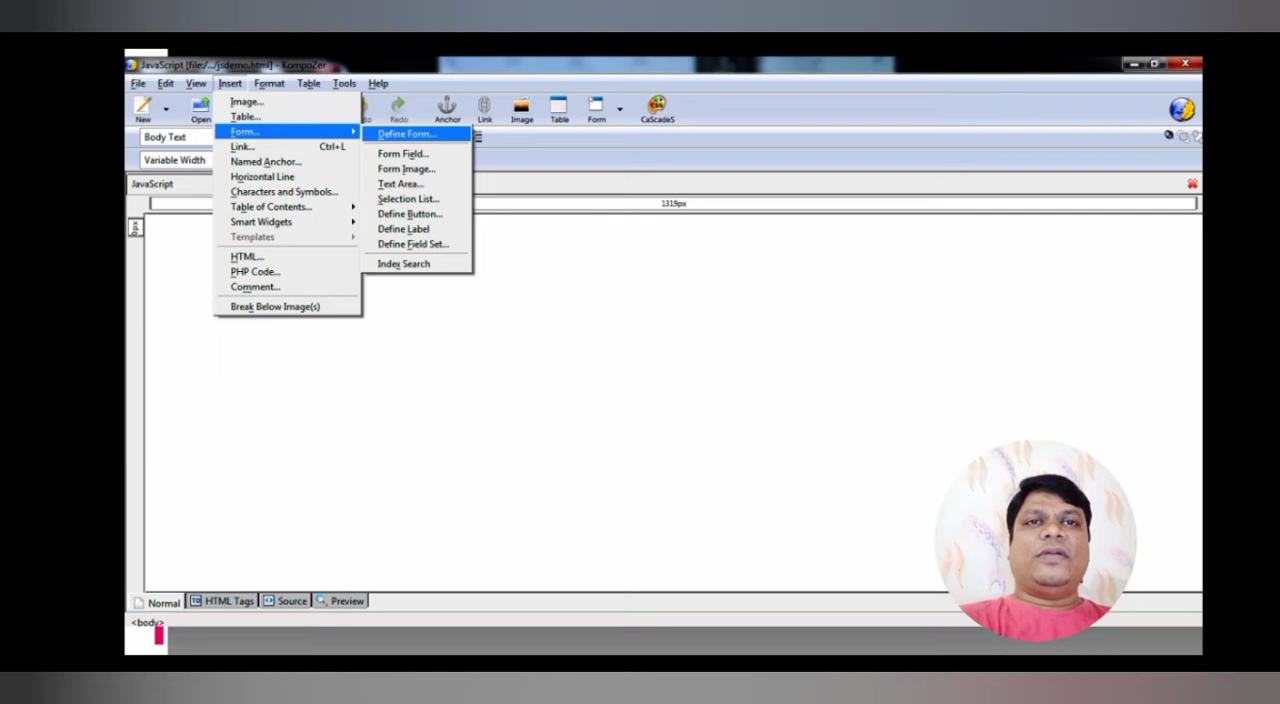 JavaScript [file:/.../jsdemo.html] - KompoZer
File Edit View Insert Format Table Tools Help
New Open Redo Anchor Link Image Table Form CaScadeS
Body Text
Variable Width
JavaScript
1319px
0px
Image...
Table...
Form...
Link... Ctrl+L
Named Anchor...
Horizontal Line
Characters and Symbols...
Table of Contents...
Smart Widgets
Templates
HTML...
PHP Code...
Comment...
Break Below Image(s)
Define Form...
Form Field...
Form Image...
Text Area...
Selection List...
Define Button...
Define Label
Define Field Set...
Index Search
Normal HTML Tags Source Preview
<body>